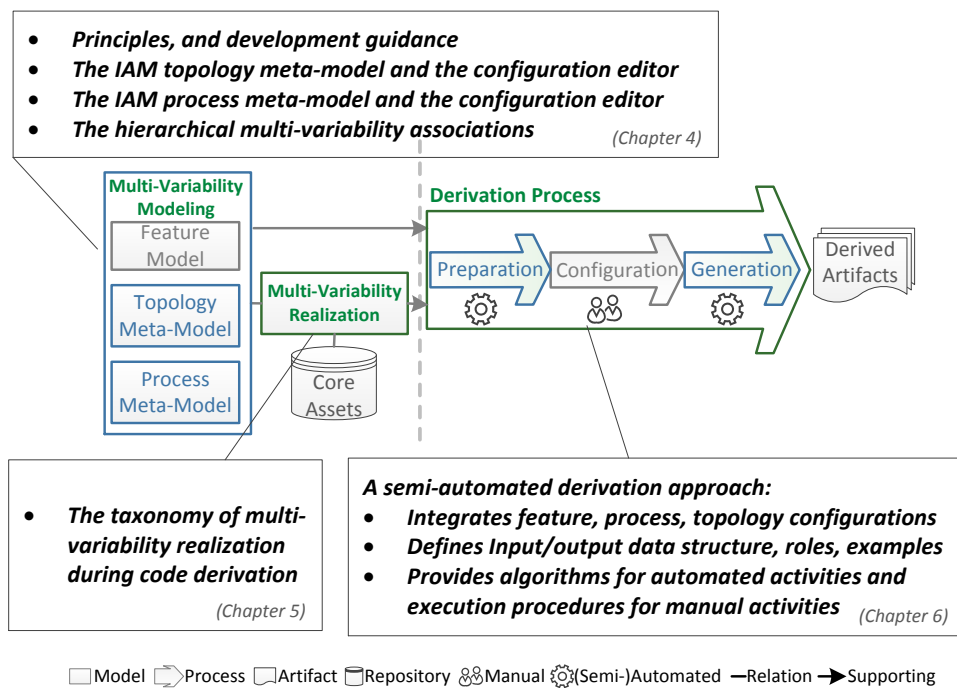 • Principles, and development guidance
• The IAM topology meta-model and the configuration editor
• The IAM process meta-model and the configuration editor
• The hierarchical multi-variability associations
(Chapter 4)
Multi-Variability
Modeling
Feature
Model
Topology
Meta-Model
Process
Meta-Model
Multi-Variability
Realization
Core
Assets
Derivation Process
Preparation
Configuration
Generation
Derived
Artifacts
• The taxonomy of multi-
variability realization
during code derivation
(Chapter 5)
A semi-automated derivation approach:
• Integrates feature, process, topology configurations
• Defines Input/output data structure, roles, examples
• Provides algorithms for automated activities and
execution procedures for manual activities
(Chapter 6)
Model Process Artifact Repository Manual (Semi-)Automated Relation Supporting